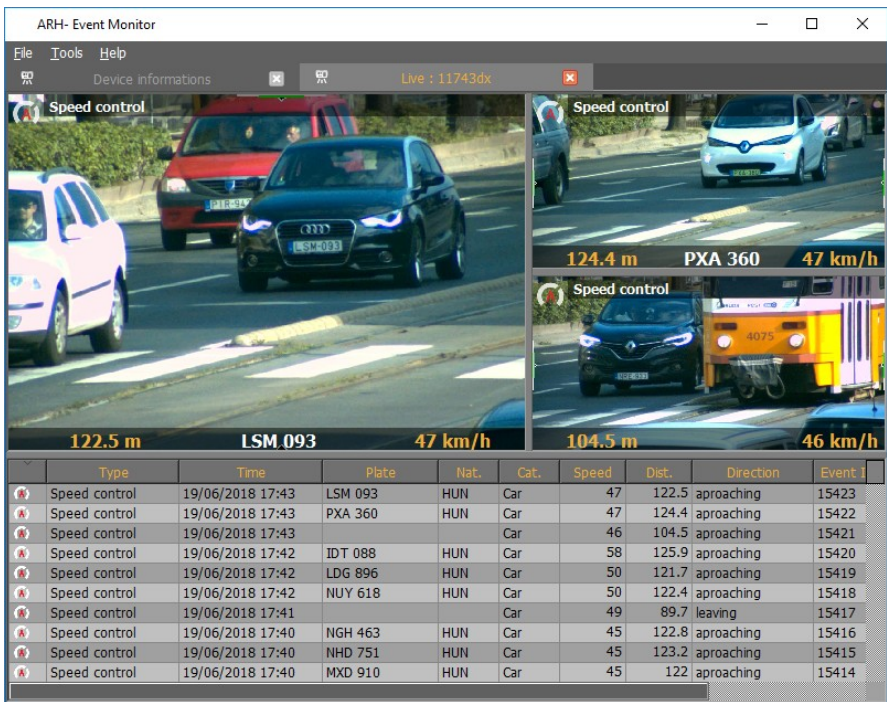 ARH- Event Monitor
File Tools Help
Device informations Live : 11743dx
Speed control
LSM-093
122.5 m LSM 093 47 km/h
Speed control
124.4 m PXA 360 47 km/h
Speed control
4075
104.5 m 46 km/h
Type Time Plate Nat. Cat. Speed Dist. Direction Event I
Speed control 19/06/2018 17:43 LSM 093 HUN Car 47 122.5 aproaching 15423
Speed control 19/06/2018 17:43 PXA 360 HUN Car 47 124.4 aproaching 15422
Speed control 19/06/2018 17:43 Car 46 104.5 aproaching 15421
Speed control 19/06/2018 17:42 IDT 088 HUN Car 58 125.9 aproaching 15420
Speed control 19/06/2018 17:42 LDG 896 HUN Car 50 121.7 aproaching 15419
Speed control 19/06/2018 17:42 NUY 618 HUN Car 50 122.4 aproaching 15418
Speed control 19/06/2018 17:41 Car 49 89.7 leaving 15417
Speed control 19/06/2018 17:40 NGH 463 HUN Car 45 122.8 aproaching 15416
Speed control 19/06/2018 17:40 NHD 751 HUN Car 45 123.2 aproaching 15415
Speed control 19/06/2018 17:40 MXD 910 HUN Car 45 122 aproaching 15414